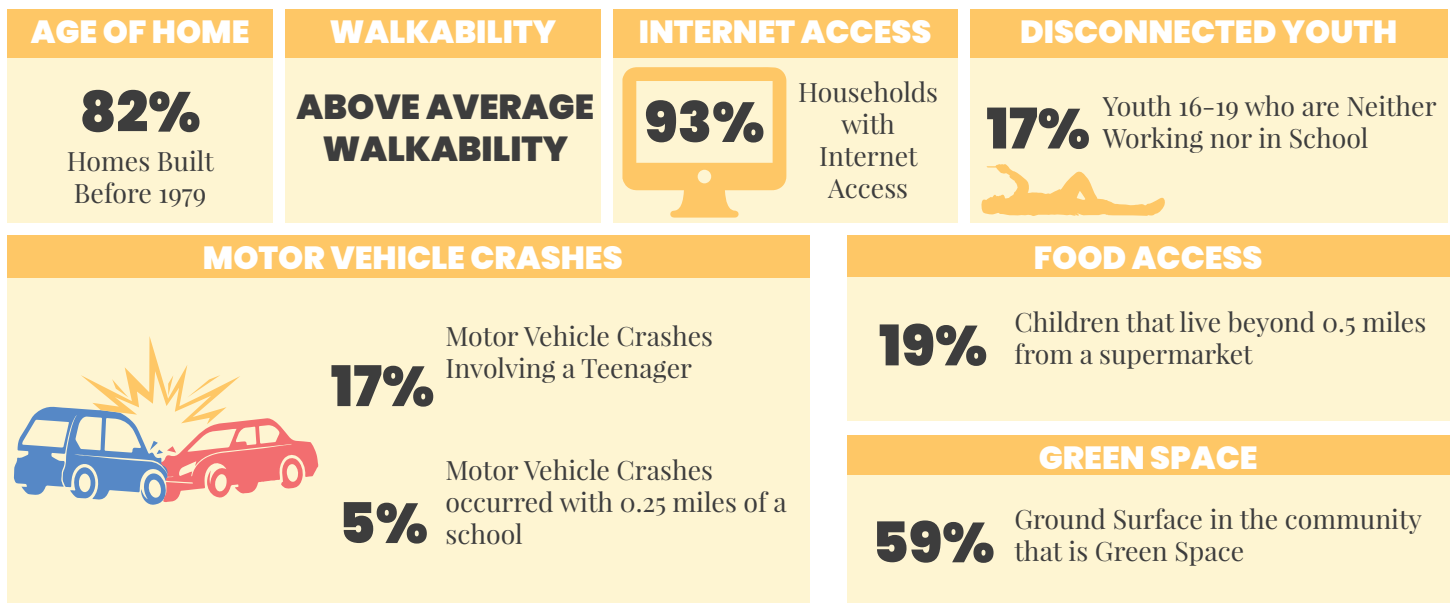 AGE OF HOME
82%
Homes Built
Before 1979
WALKABILITY
ABOVE AVERAGE
WALKABILITY
INTERNET ACCESS
93%
Households
with
Internet
Access
DISCONNECTED YOUTH
17%
Youth 16-19 who are Neither
Working nor in School
MOTOR VEHICLE CRASHES
17%
Motor Vehicle Crashes
Involving a Teenager
5%
Motor Vehicle Crashes
occurred with 0.25 miles of a
school
FOOD ACCESS
19%
Children that live beyond 0.5 miles
from a supermarket
GREEN SPACE
59%
Ground Surface in the community
that is Green Space